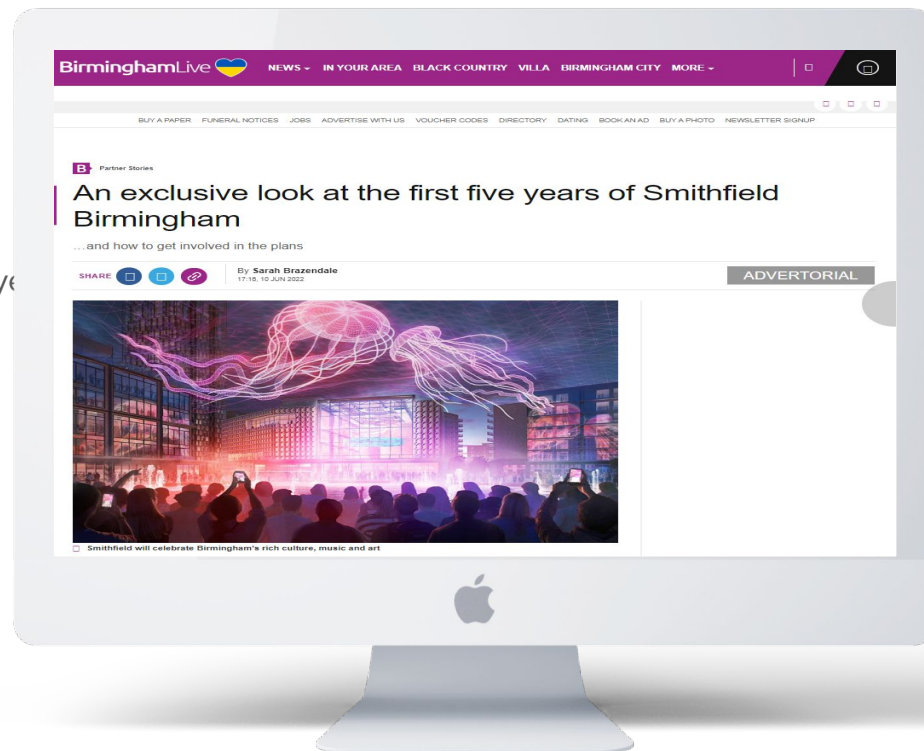 BirminghamLive
NEWS IN YOUR AREA BLACK COUNTRY VILLA BIRMINGHAM CITY MORE
BUY A PAPER FUNERAL NOTICES JOBS ADVERTISE WITH US VOUCHER CODES DIRECTORY DATING BOOK AN AD BUY A PHOTO NEWSLETTER SIGNUP
B Partner Stories
An exclusive look at the first five years of Smithfield
Birmingham
...and how to get involved in the plans
SHARE
By Sarah Brazendale
17:15, 10 JUN 2022
ADVERTORIAL
Smithfield will celebrate Birmingham's rich culture, music and art